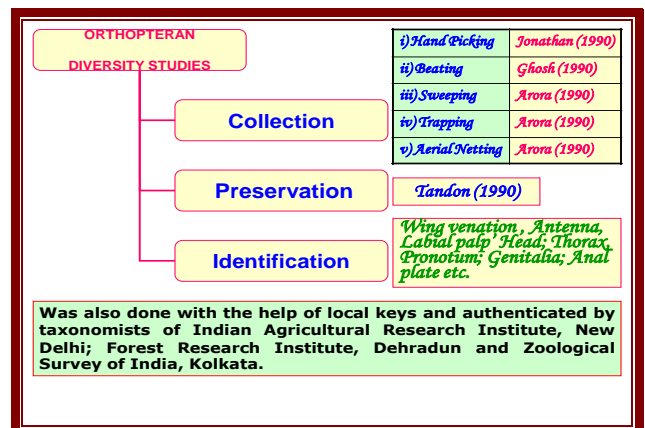 ORTHOPTERAN
DIVERSITY STUDIES
Collection
i) Hand Picking Jonathan (1990)
ii) Beating Ghosh (1990)
iii) Sweeping Arora (1990)
iv) Trapping Arora (1990)
v) Aerial Netting Arora (1990)
Preservation
Tandon (1990)
Identification
Wing venation , Antenna,
Labial palp Head; Thorax,
Pronotum; Genitalia; Anal
plate etc.
Was also done with the help of local keys and authenticated by
taxonomists of Indian Agricultural Research Institute, New
Delhi; Forest Research Institute, Dehradun and Zoological
Survey of India, Kolkata.